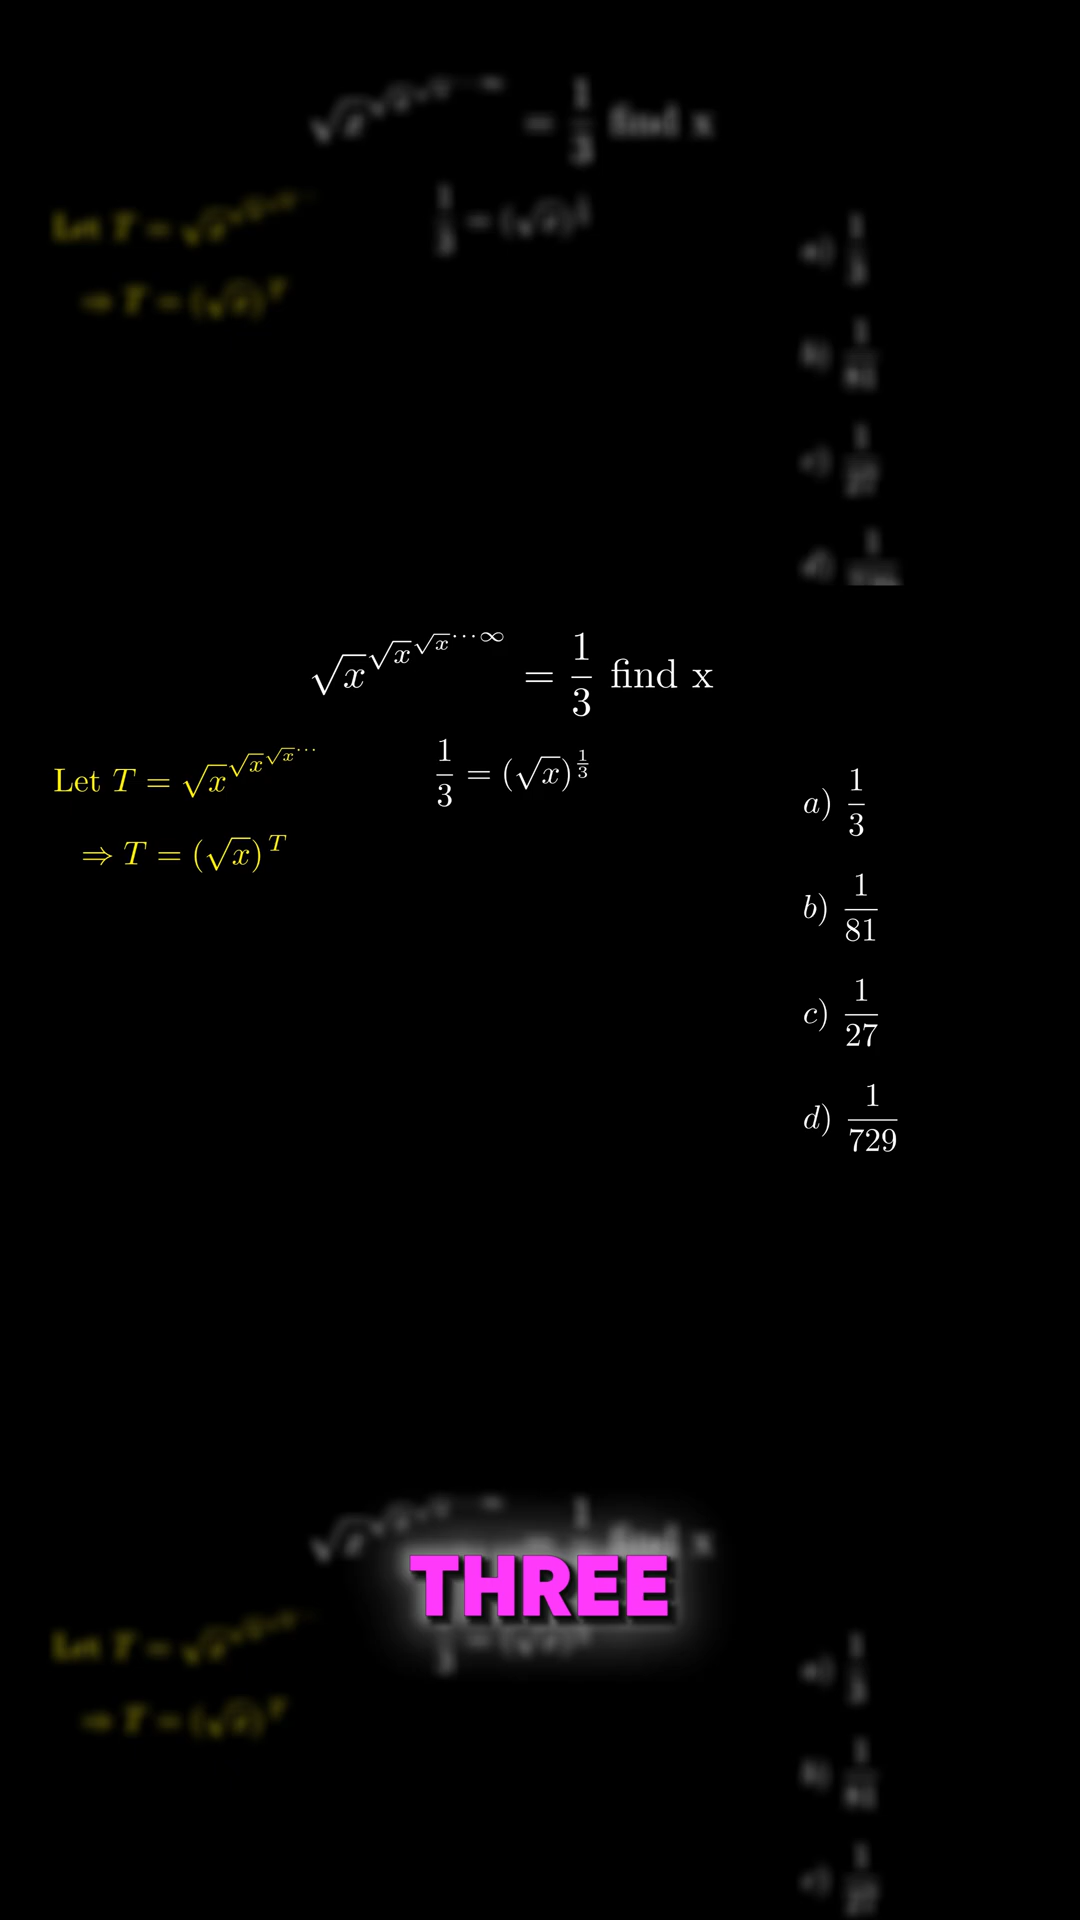 √x^√x^√x^⋯∞ = 1/3 find x
Let T = √x^√x^√x^⋯
1/3 = (√x)^1/3
⇒ T = (√x)^T
a) 1/3
b) 1/81
c) 1/27
d) 1/729
THREE